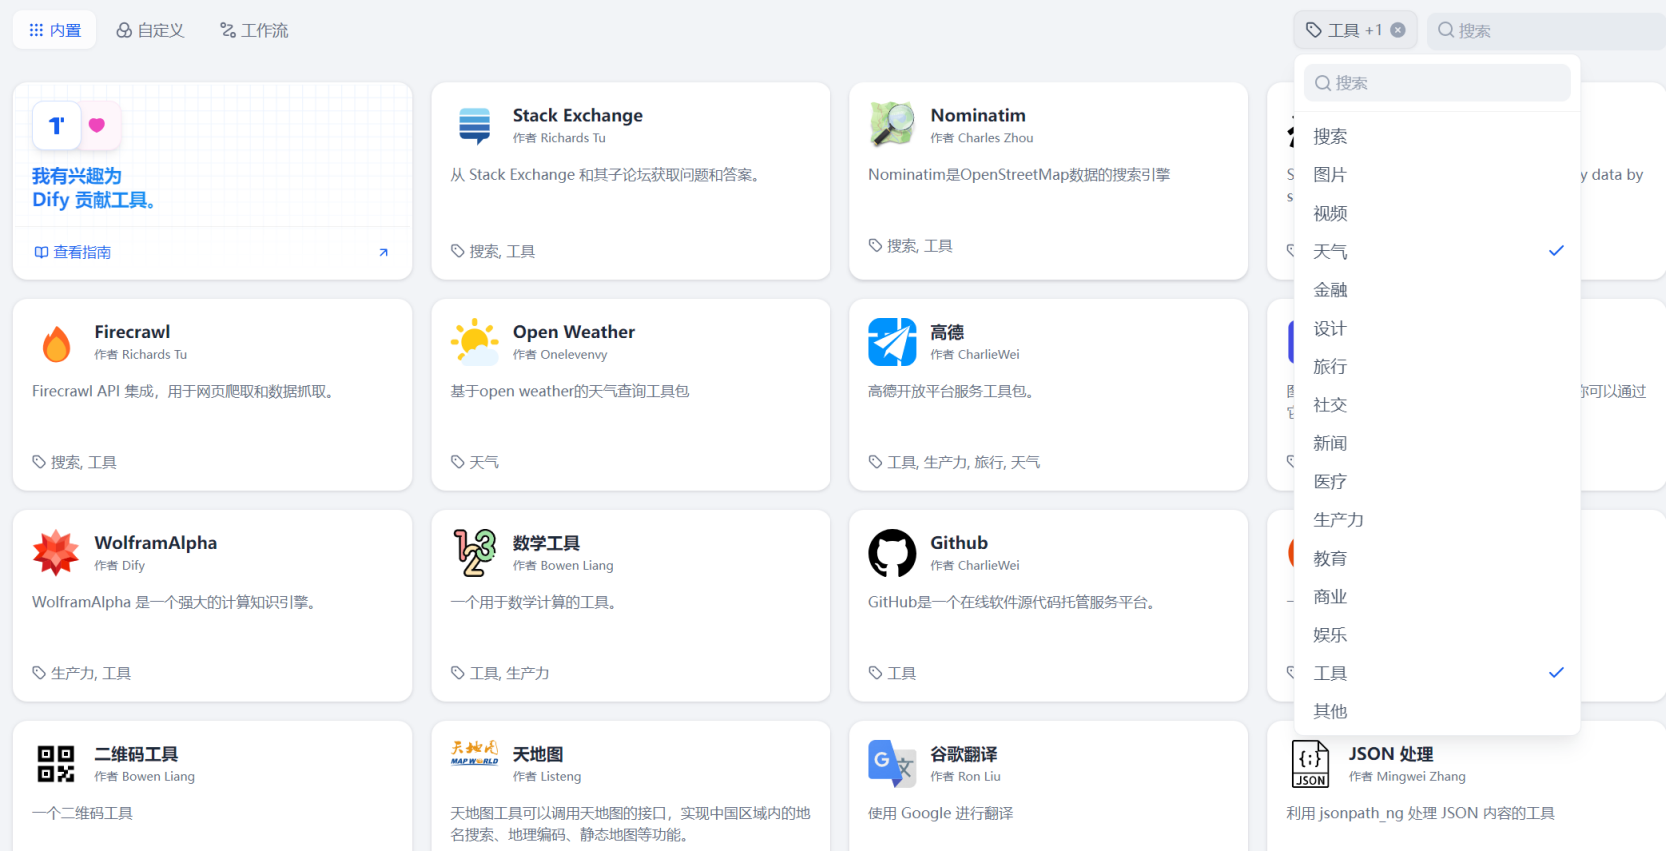 内置
自定义
工作流
工具 +1
搜索
我有兴趣为
Dify 贡献工具。
查看指南
Stack Exchange
作者 Richards Tu
从 Stack Exchange 和其子论坛获取问题和答案。
搜索, 工具
Nominatim
作者 Charles Zhou
Nominatim是OpenStreetMap数据的搜索引擎
搜索, 工具
y data by
Firecrawl
作者 Richards Tu
Firecrawl API 集成，用于网页爬取和数据抓取。
搜索, 工具
Open Weather
作者 Onelevenvy
基于open weather的天气查询工具包
天气
高德
作者 CharlieWei
高德开放平台服务工具包。
工具, 生产力, 旅行, 天气
你可以通过
WolframAlpha
作者 Dify
WolframAlpha 是一个强大的计算知识引擎。
生产力, 工具
数学工具
作者 Bowen Liang
一个用于数学计算的工具。
工具, 生产力
Github
作者 CharlieWei
GitHub是一个在线软件源代码托管服务平台。
工具
二维码工具
作者 Bowen Liang
一个二维码工具
天地图
MAP WORLD
天地图
作者 Listeng
天地图工具可以调用天地图的接口，实现中国区域内的地
名搜索、地理编码、静态地图等功能。
G 文
谷歌翻译
作者 Ron Liu
使用 Google 进行翻译
{;}
JSON
JSON 处理
作者 Mingwei Zhang
利用 jsonpath_ng 处理 JSON 内容的工具
搜索
搜索
图片
视频
天气
金融
设计
旅行
社交
新闻
医疗
生产力
教育
商业
娱乐
工具
其他